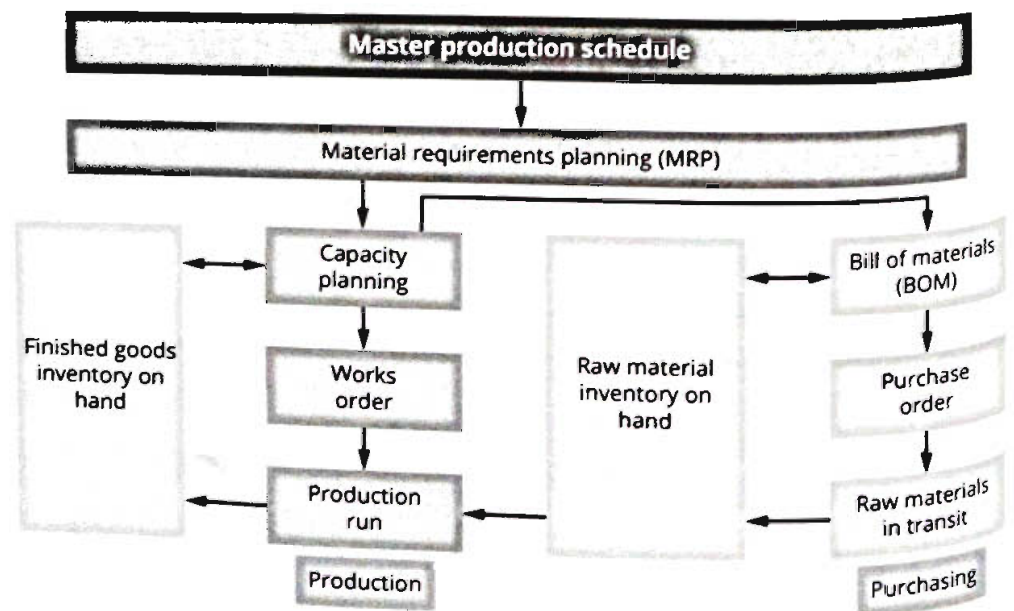 Master production schedule
Material requirements planning (MRP)
Capacity
planning
Bill of materials
(BOM)
Finished goods
inventory on
hand
Works
order
Raw material
inventory on
hand
Purchase
order
Production
run
Raw materials
in transit
Production
Purchasing